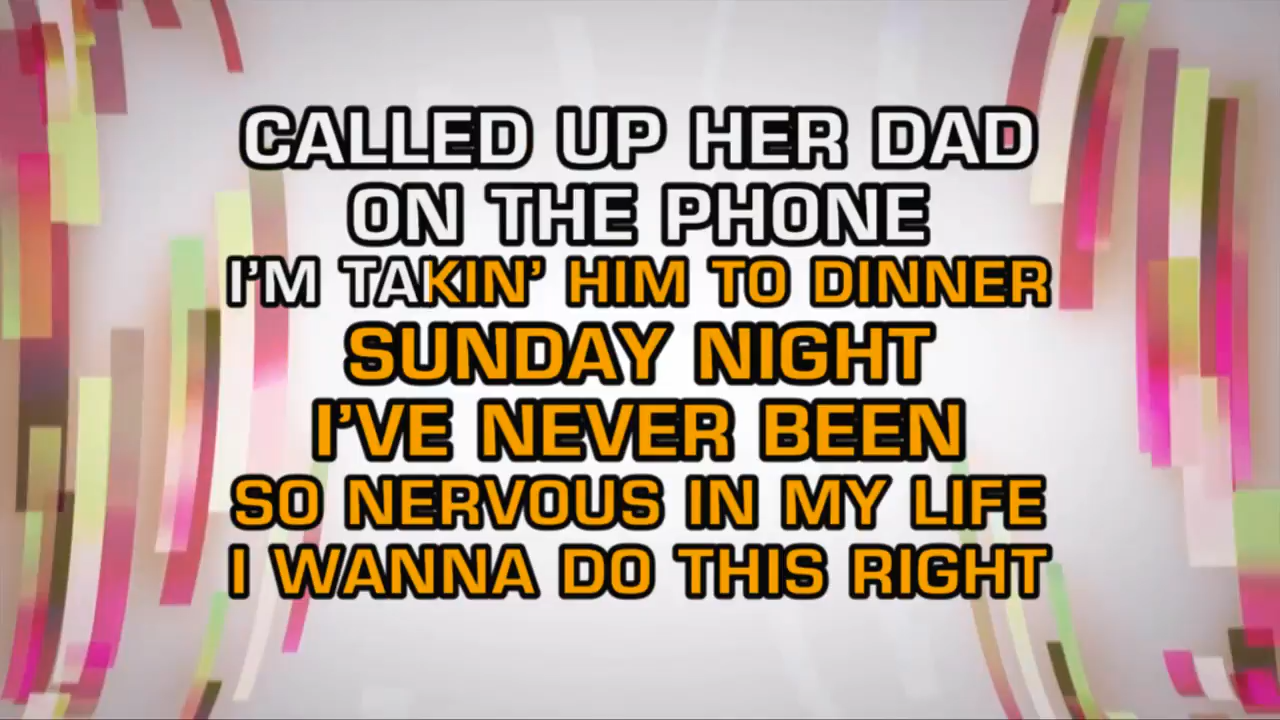 CALLED UP HER DAD
ON THE PHONE
I'M TAKIN' HIM TO DINNER
SUNDAY NIGHT
I'VE NEVER BEEN
SO NERVOUS IN MY LIFE
I WANNA DO THIS RIGHT